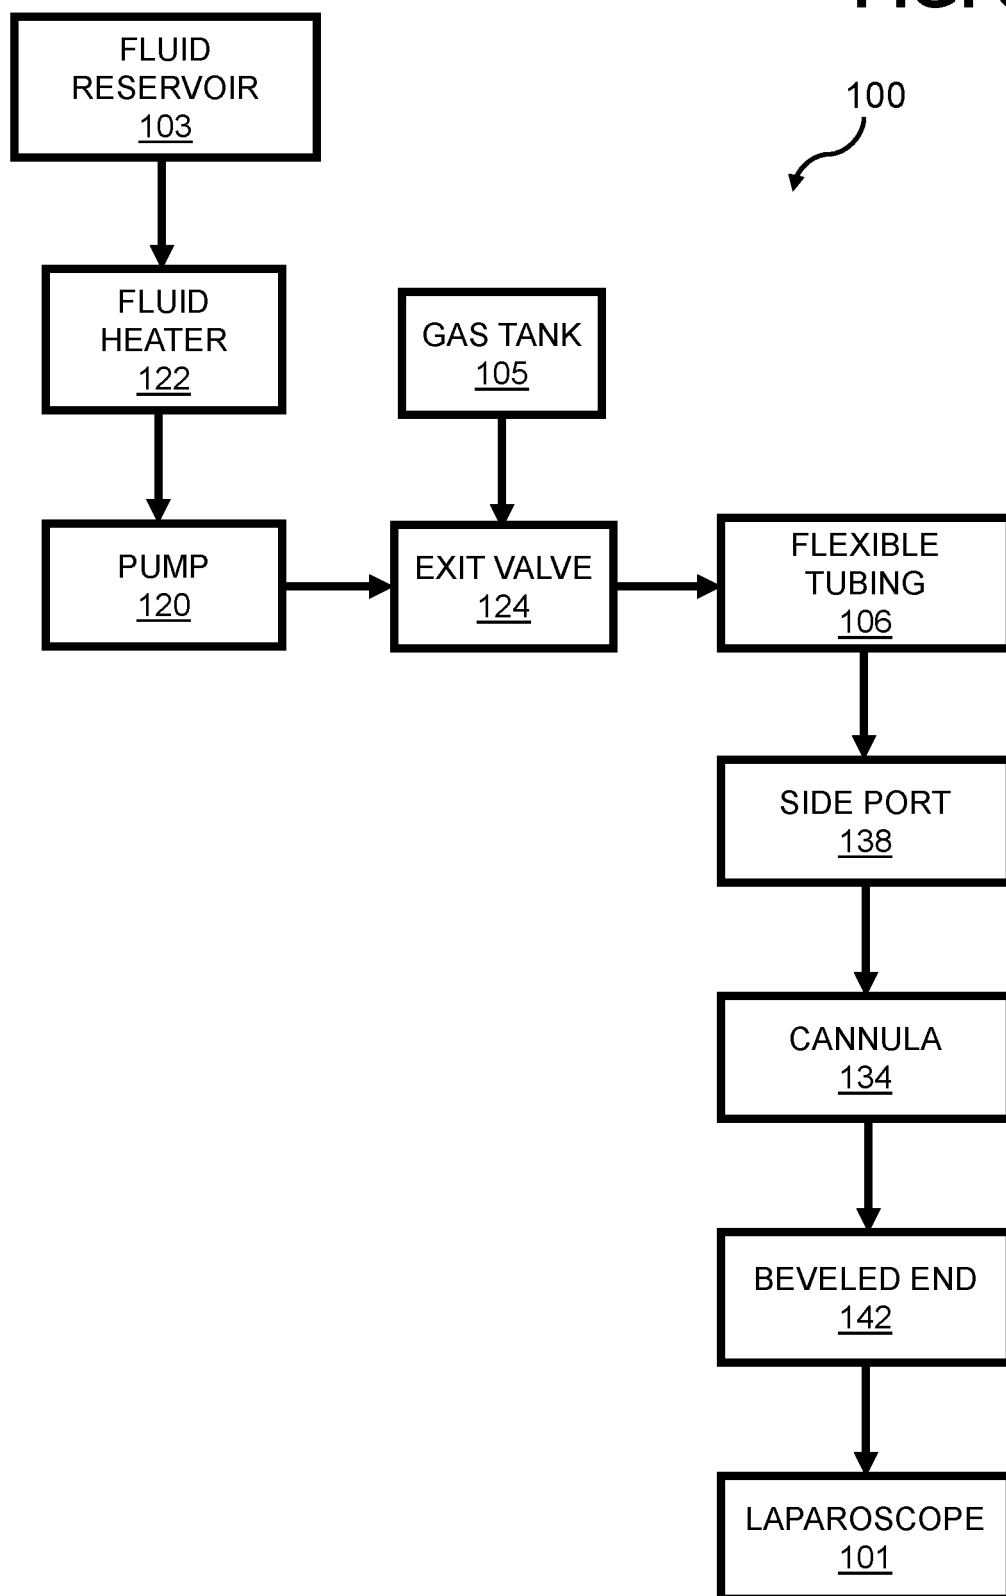 100
FLUID
RESERVOIR
103
FLUID
HEATER
122
GAS TANK
105
PUMP
120
EXIT VALVE
124
FLEXIBLE
TUBING
106
SIDE PORT
138
CANNULA
134
BEVELED END
142
LAPAROSCOPE
101